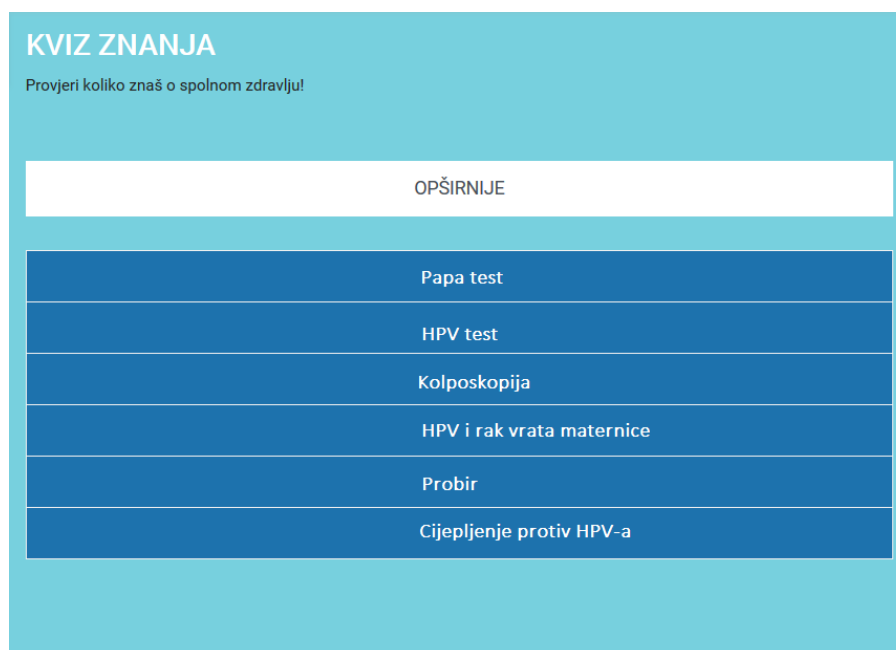 KVIZ ZNANJA
Provjeri koliko znaš o spolnom zdravlju!
OPŠIRNIJE
Papa test
HPV test
Kolposkopija
HPV i rak vrata maternice
Probir
Cijepljenje protiv HPV-a